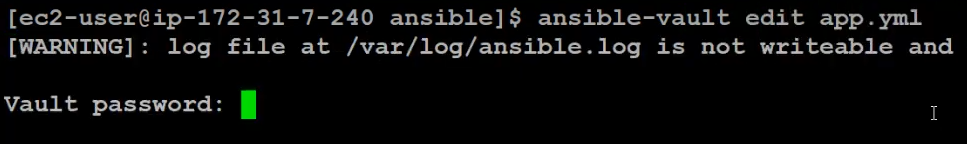 [ec2-user@ip-172-31-7-240 ansible]$ ansible-vault edit app.yml
[WARNING]: log file at /var/log/ansible.log is not writeable and
Vault password: